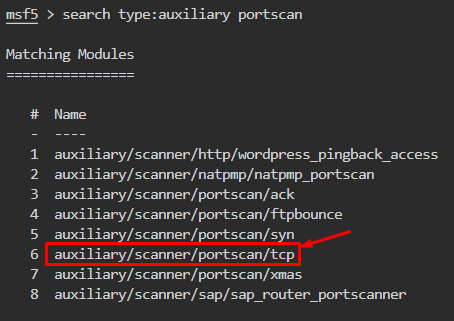 msf5 > search type:auxiliary portscan
Matching Modules
================
#  Name
-  ----
1  auxiliary/scanner/http/wordpress_pingback_access
2  auxiliary/scanner/natpmp/natpmp_portscan
3  auxiliary/scanner/portscan/ack
4  auxiliary/scanner/portscan/ftpbounce
5  auxiliary/scanner/portscan/syn
6  auxiliary/scanner/portscan/tcp
7  auxiliary/scanner/portscan/xmas
8  auxiliary/scanner/sap/sap_router_portscanner